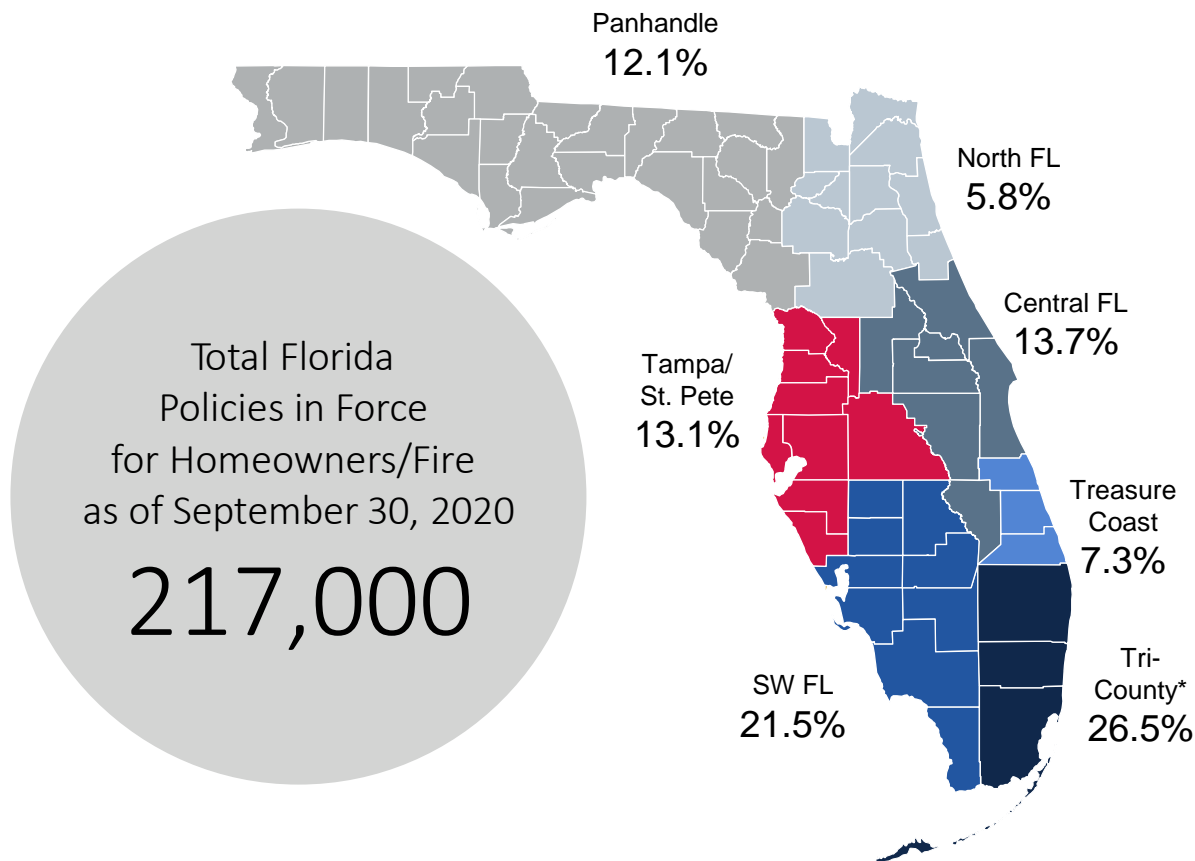 Panhandle
12.1%
North FL
5.8%
Central FL
13.7%
Tampa/
St. Pete
13.1%
Total Florida
Policies in Force
for Homeowners/Fire
as of September 30, 2020
217,000
Treasure
Coast
7.3%
SW FL
21.5%
Tri-
County*
26.5%